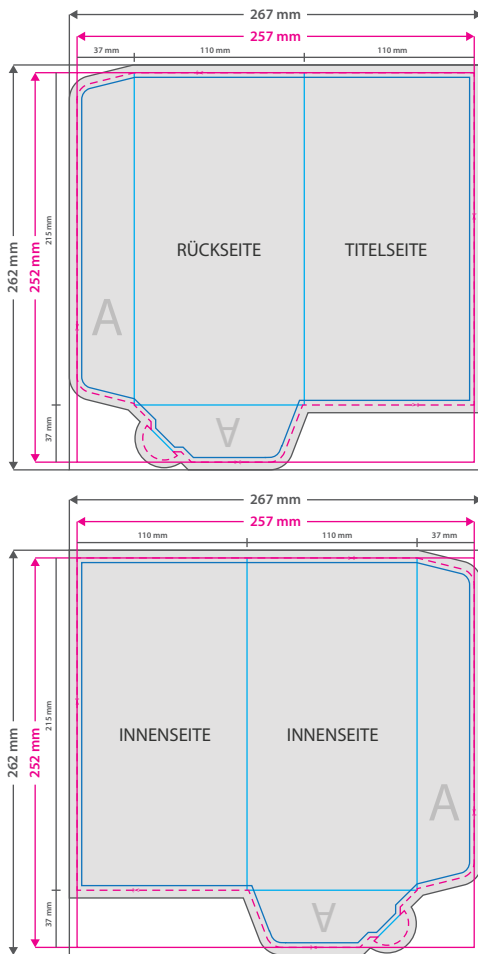 267 mm
257 mm
37 mm
110 mm
110 mm
262 mm
252 mm
215 mm
RÜCKSEITE
TITELSEITE
A
37 mm
A
267 mm
257 mm
110 mm
110 mm
37 mm
262 mm
252 mm
215 mm
INNENSEITE
INNENSEITE
A
37 mm
A